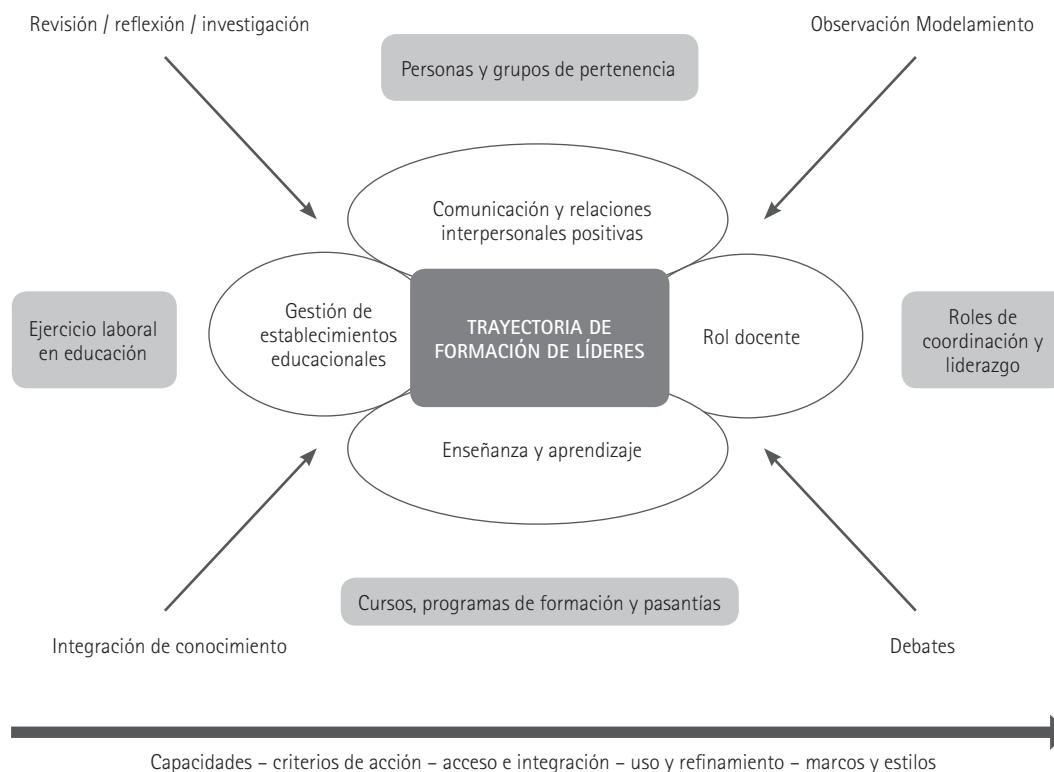 Revisión / reflexión / investigación
Observación Modelamiento
Personas y grupos de pertenencia
Comunicación y relaciones
interpersonales positivas
Ejercicio laboral
en educación
Gestión de
establecimientos
educacionales
TRAYECTORIA DE
FORMACIÓN DE LÍDERES
Rol docente
Roles de
coordinación y
liderazgo
Enseñanza y aprendizaje
Cursos, programas de formación y pasantías
Integración de conocimiento
Debates
Capacidades – criterios de acción – acceso e integración – uso y refinamiento – marcos y estilos